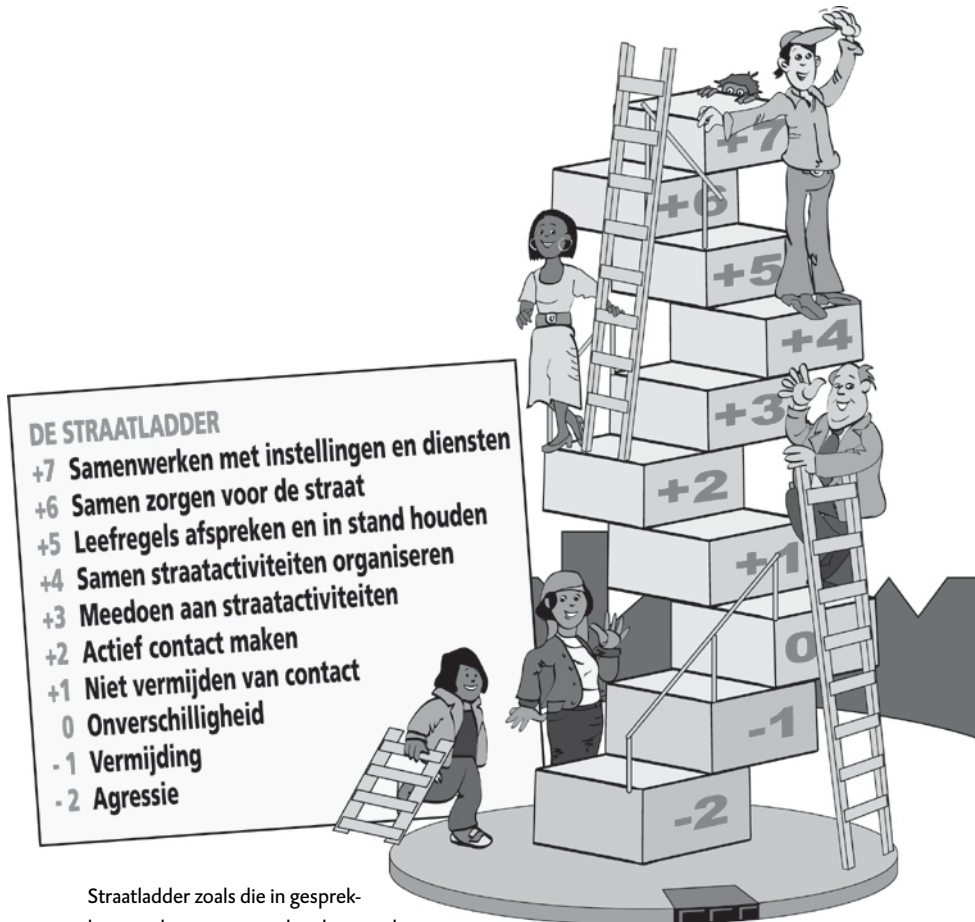 DE STRAATLADDER
+7 Samenwerken met instellingen en diensten
+6 Samen zorgen voor de straat
+5 Leefregels afspreken en in stand houden
+4 Samen straatactiviteiten organiseren
+3 Meedoen aan straatactiviteiten
+2 Actief contact maken
+1 Niet vermijden van contact
0 Onverschilligheid
- 1 Vermijding
- 2 Agressie
+7
+6
+5
+4
+3
+2
+1
0
-1
-2
Straatladder zoals die in gesprek-